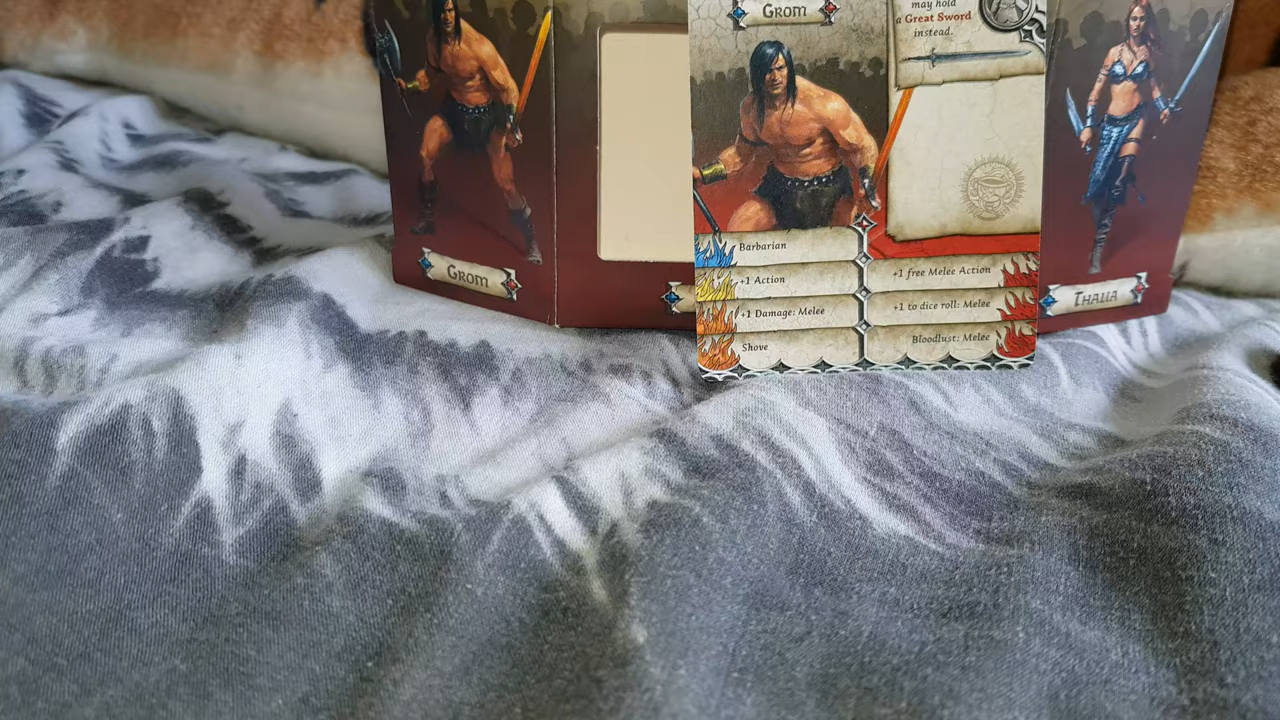 Grom
may hold
a Great Sword
instead.
Barbarian
+1 Action
+1 Damage: Melee
Shove
+1 free Melee Action
+1 to dice roll: Melee
Bloodlust: Melee
Grom
Thalia